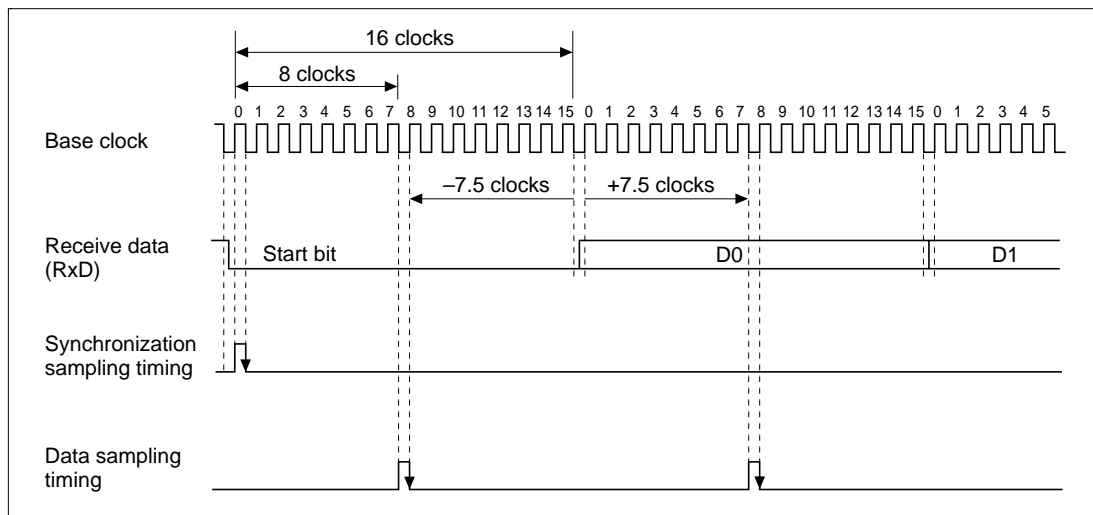 16 clocks
8 clocks
0 1 2 3 4 5 6 7 8 9 10 11 12 13 14 15 0 1 2 3 4 5 6 7 8 9 10 11 12 13 14 15 0 1 2 3 4 5
Base clock
–7.5 clocks +7.5 clocks
Receive data
(RxD)
Start bit D0 D1
Synchronization
sampling timing
Data sampling
timing